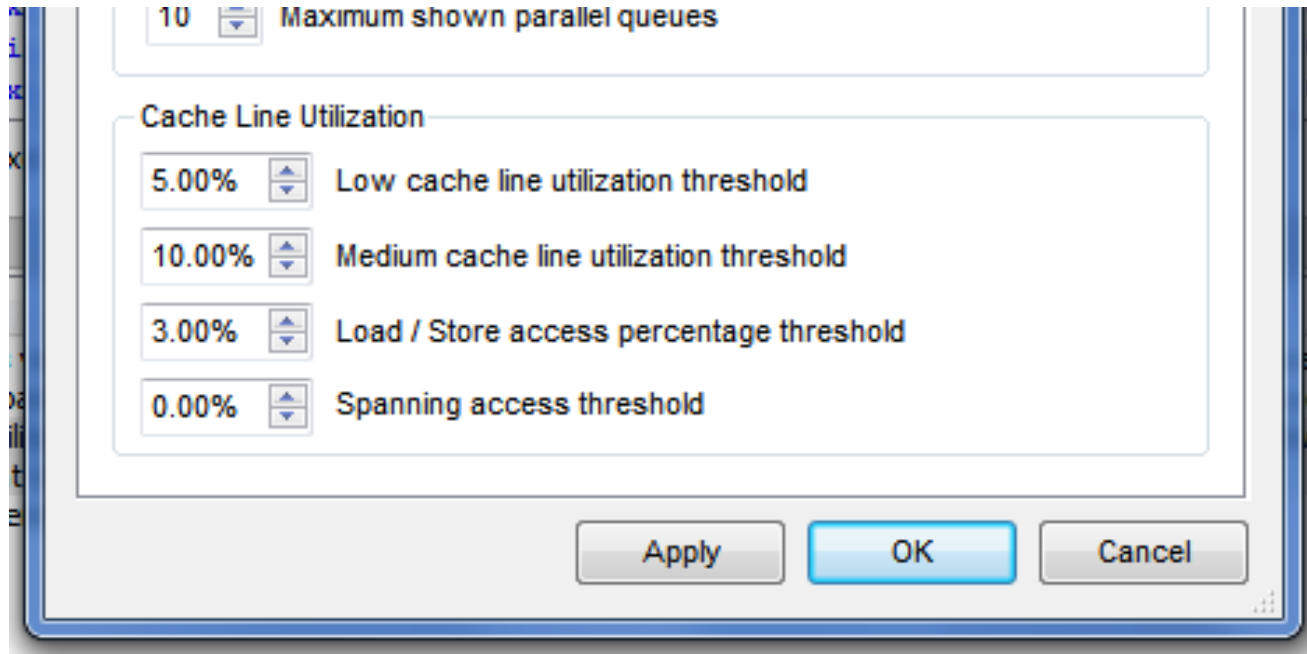 10 Maximum shown parallel queues
Cache Line Utilization
5.00% Low cache line utilization threshold
10.00% Medium cache line utilization threshold
3.00% Load / Store access percentage threshold
0.00% Spanning access threshold
Apply OK Cancel